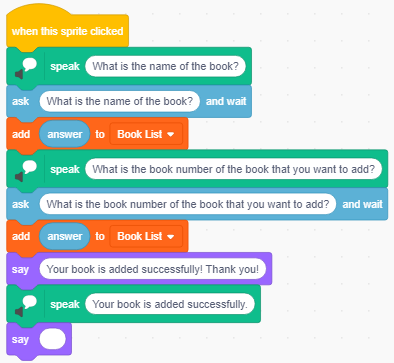 when this sprite clicked
speak What is the name of the book?
ask What is the name of the book? and wait
add answer to Book List
speak What is the book number of the book that you want to add?
ask What is the book number of the book that you want to add? and wait
add answer to Book List
say Your book is added successfully! Thank you!
speak Your book is added successfully.
say